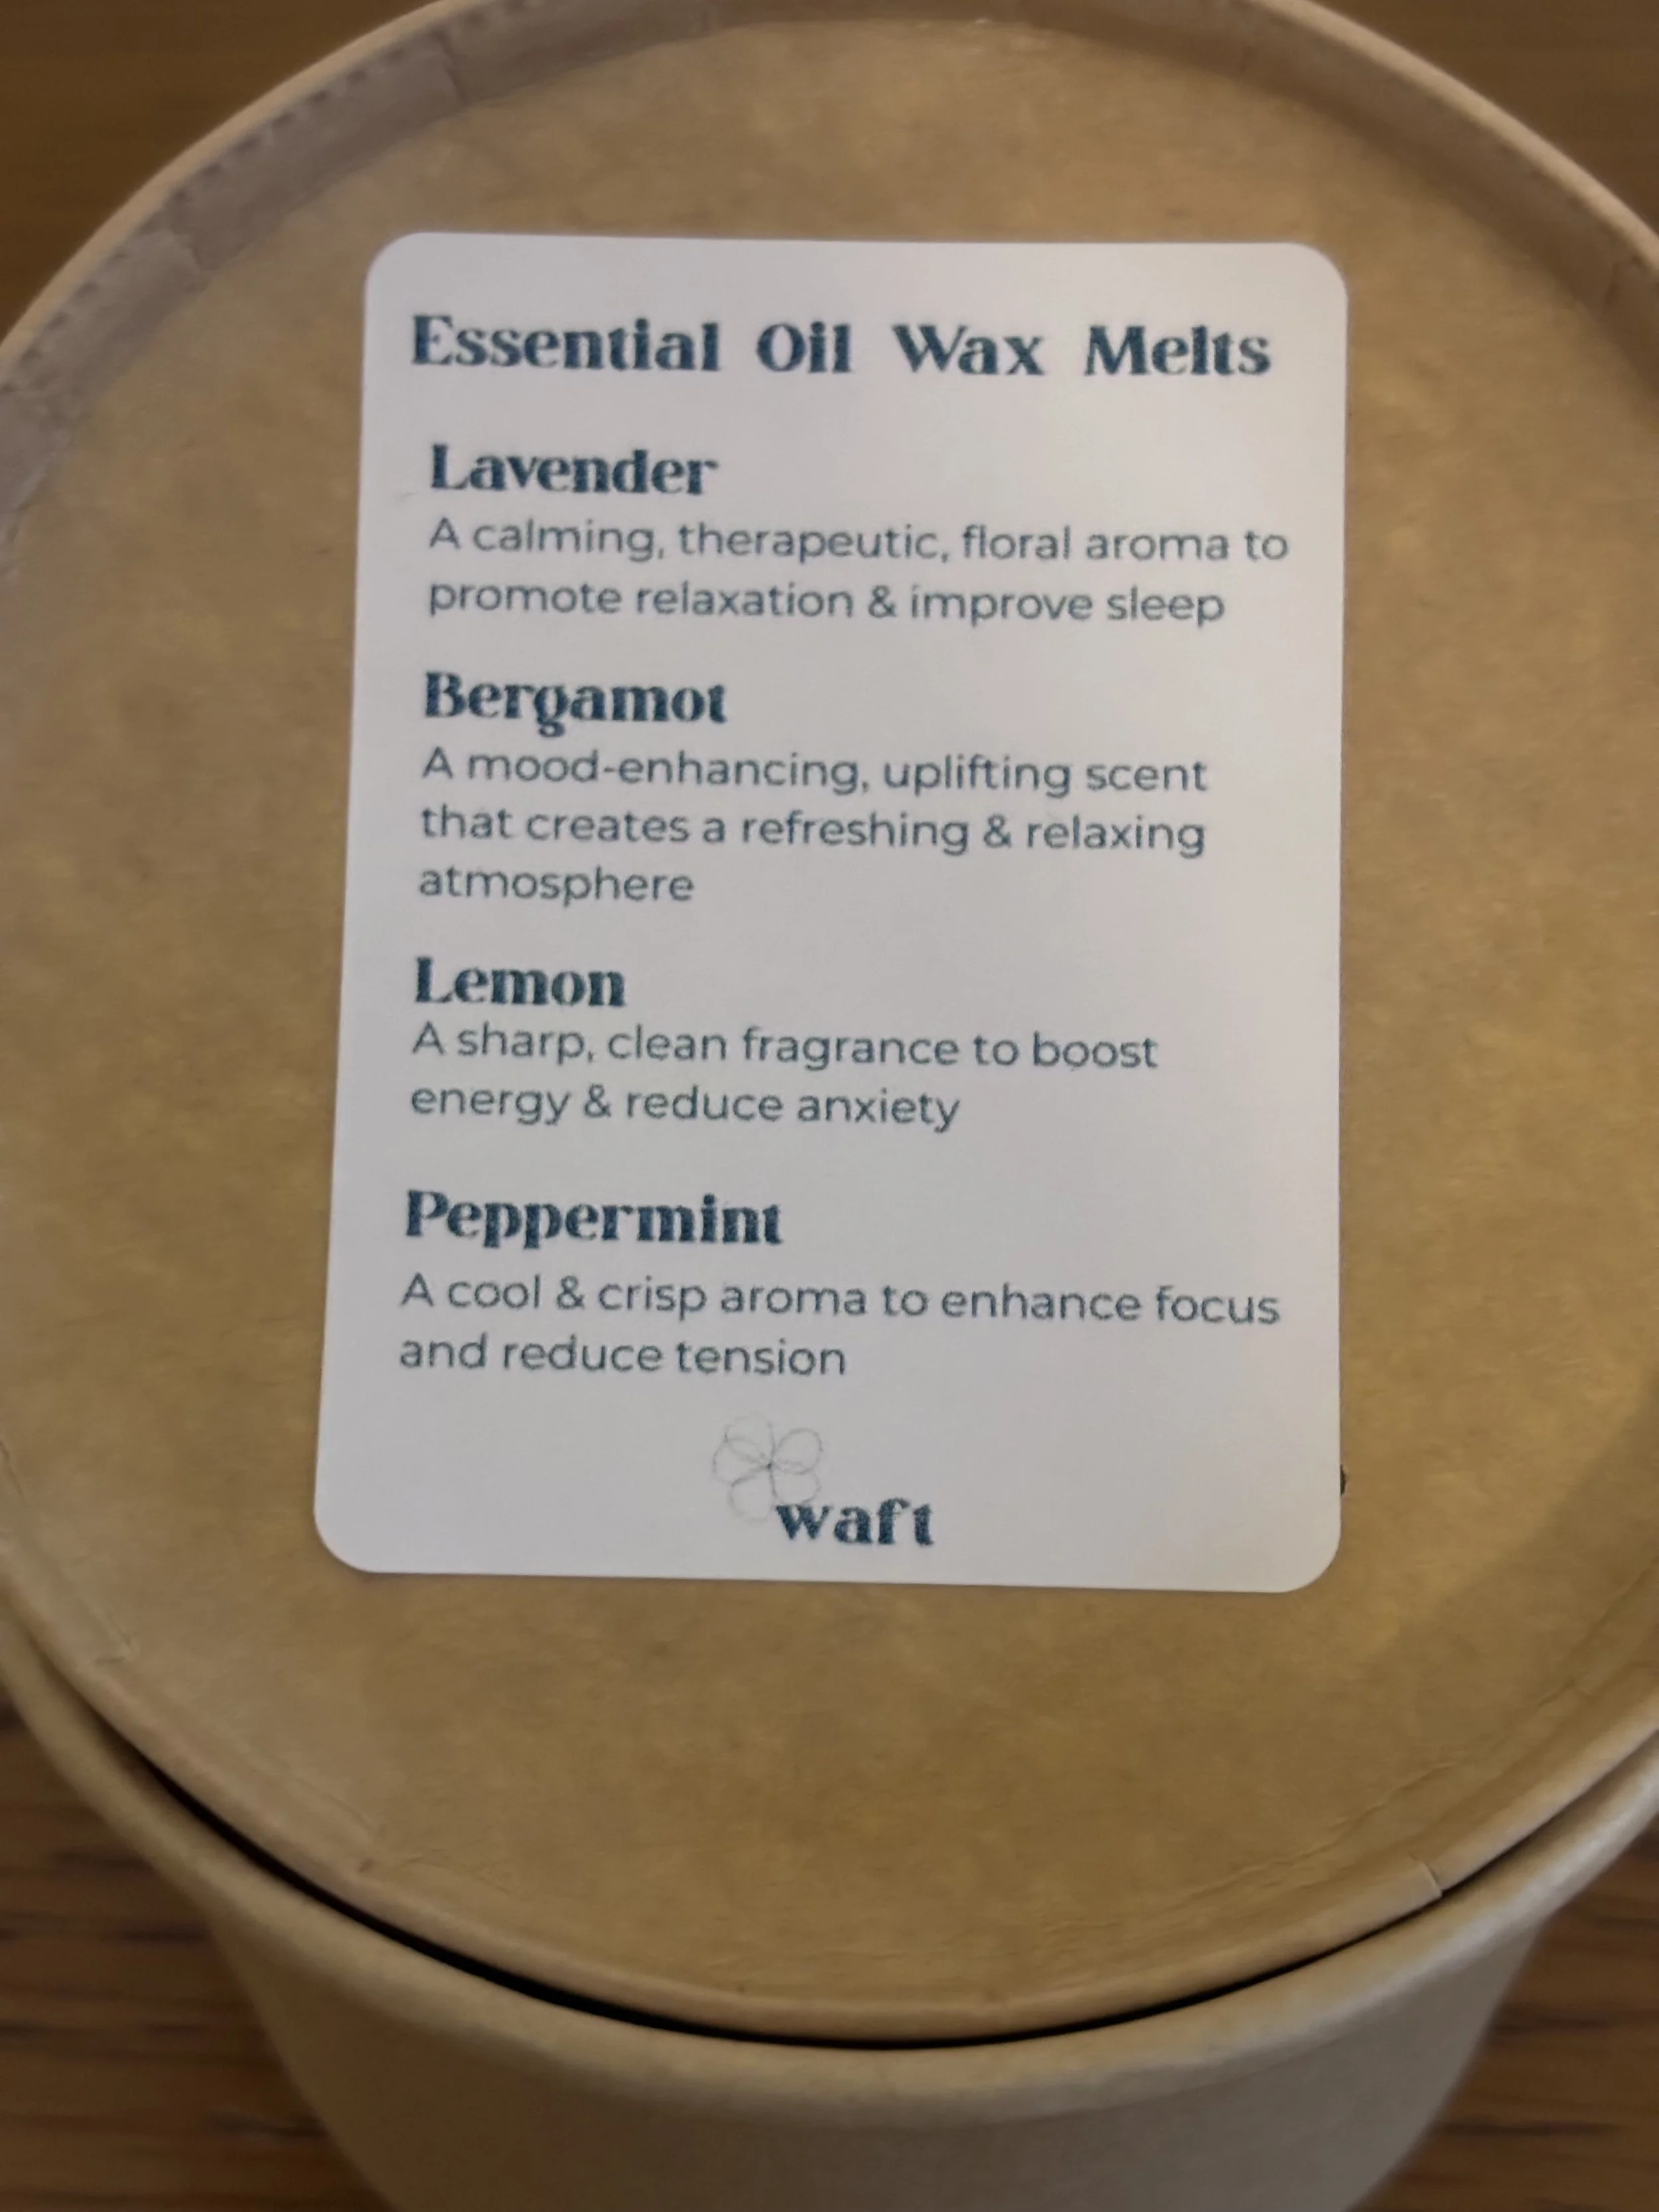 Essential Oil Wax Melts
Lavender
A calming, therapeutic, floral aroma to
promote relaxation & improve sleep
Bergamot
A mood-enhancing, uplifting scent
that creates a refreshing & relaxing
atmosphere
Lemon
A sharp, clean fragrance to boost
energy & reduce anxiety
Peppermint
A cool & crisp aroma to enhance focus
and reduce tension
waft